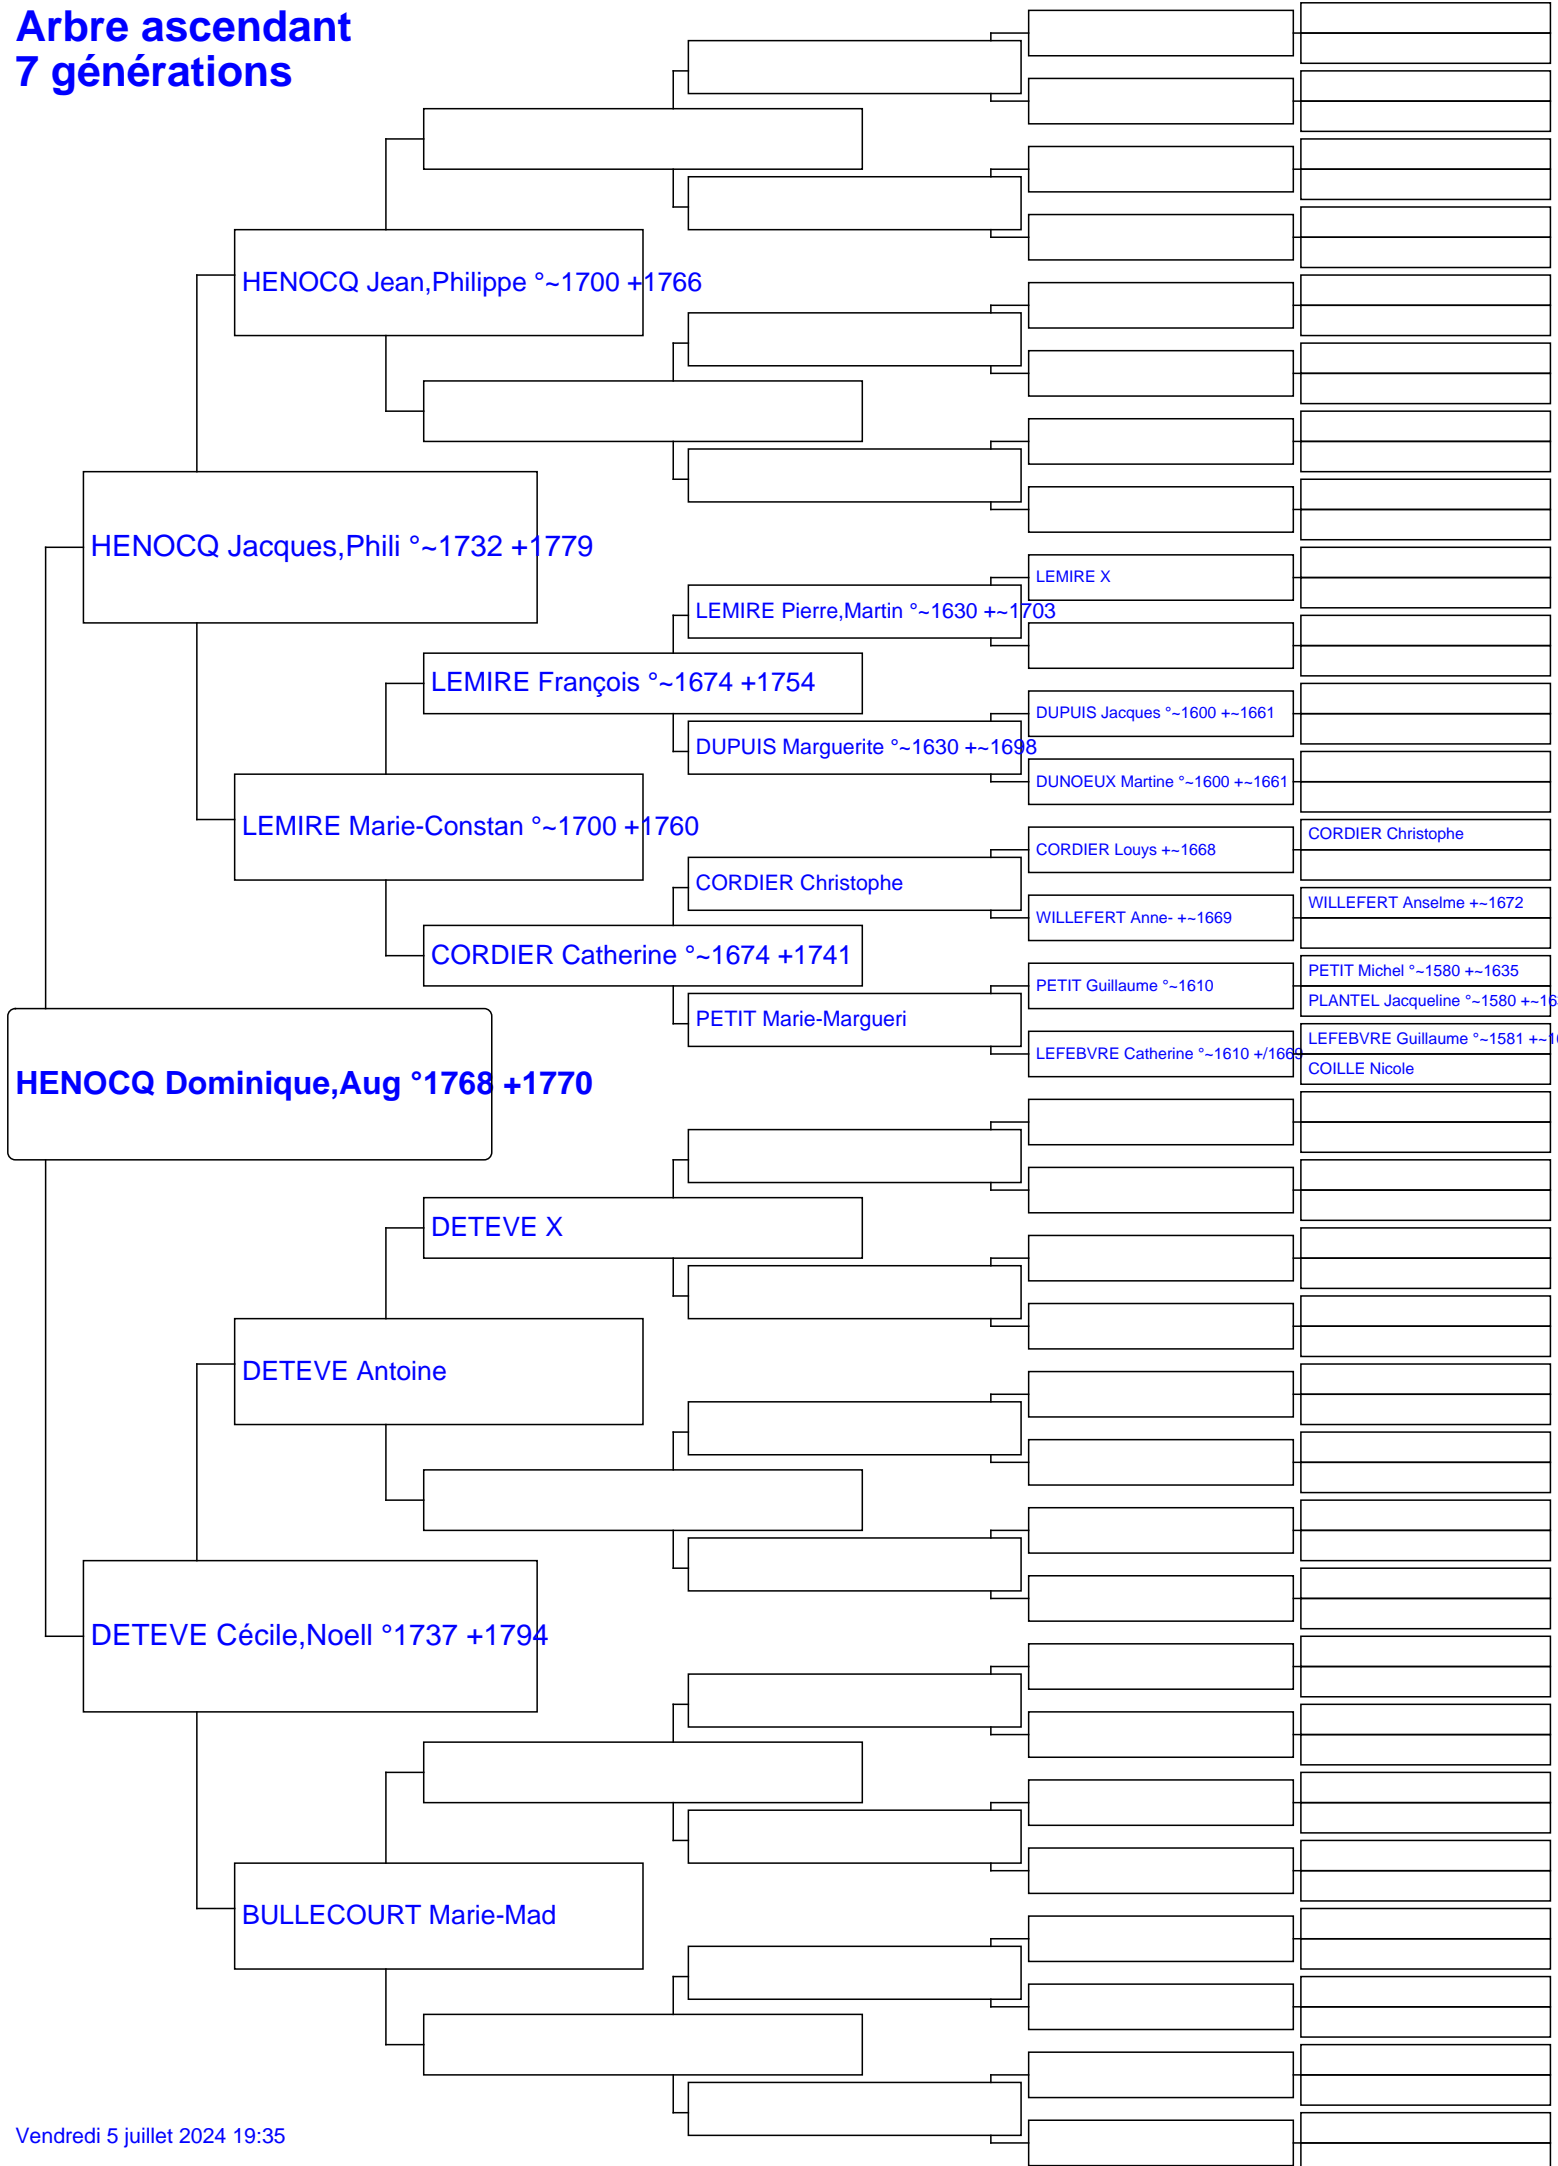 Arbre ascendant
7 générations
HENOCQ Jean,Philippe °~1700 +1766
HENOCQ Jacques,Phili °~1732 +1779
LEMIRE X
LEMIRE Pierre,Martin °~1630 +~1703
LEMIRE François °~1674 +1754
DUPUIS Jacques °~1600 +~1661
DUPUIS Marguerite °~1630 +~1698
DUNOEUX Martine °~1600 +~1661
LEMIRE Marie-Constan °~1700 +1760
CORDIER Christophe
CORDIER Louys +~1668
CORDIER Christophe
WILLEFERT Anselme +~1672
WILLEFERT Anne- +~1669
CORDIER Catherine °~1674 +1741
PETIT Michel °~1580 +~1635
PETIT Guillaume °~1610
PLANTEL Jacqueline °~1580 +~16
PETIT Marie-Margueri
LEFEBVRE Guillaume °~1581 +~1
LEFEBVRE Catherine °~1610 +/1669
COILLE Nicole
HENOCQ Dominique,Aug °1768 +1770
DETEVE X
DETEVE Antoine
DETEVE Cécile,Noell °1737 +1794
BULLECOURT Marie-Mad
Vendredi 5 juillet 2024 19:35